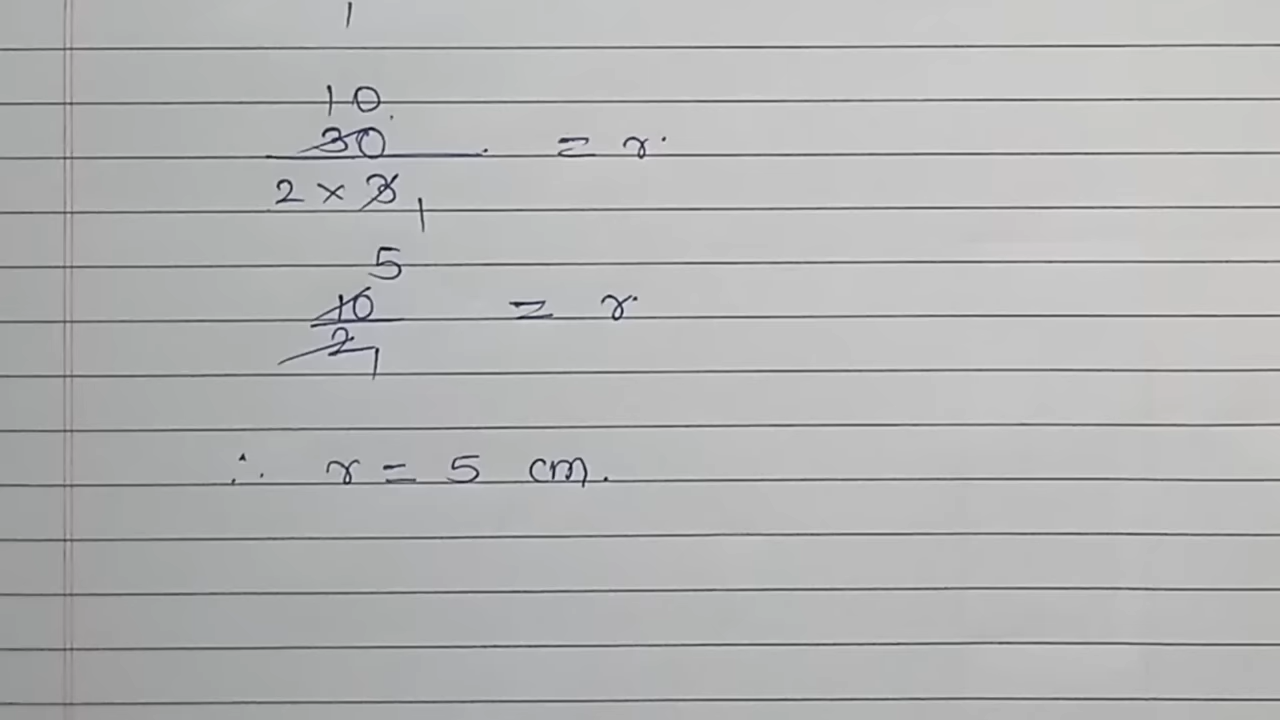 1
10
30 = r
2 × 3 1
5
10 = r
2 1
∴ r = 5 cm.